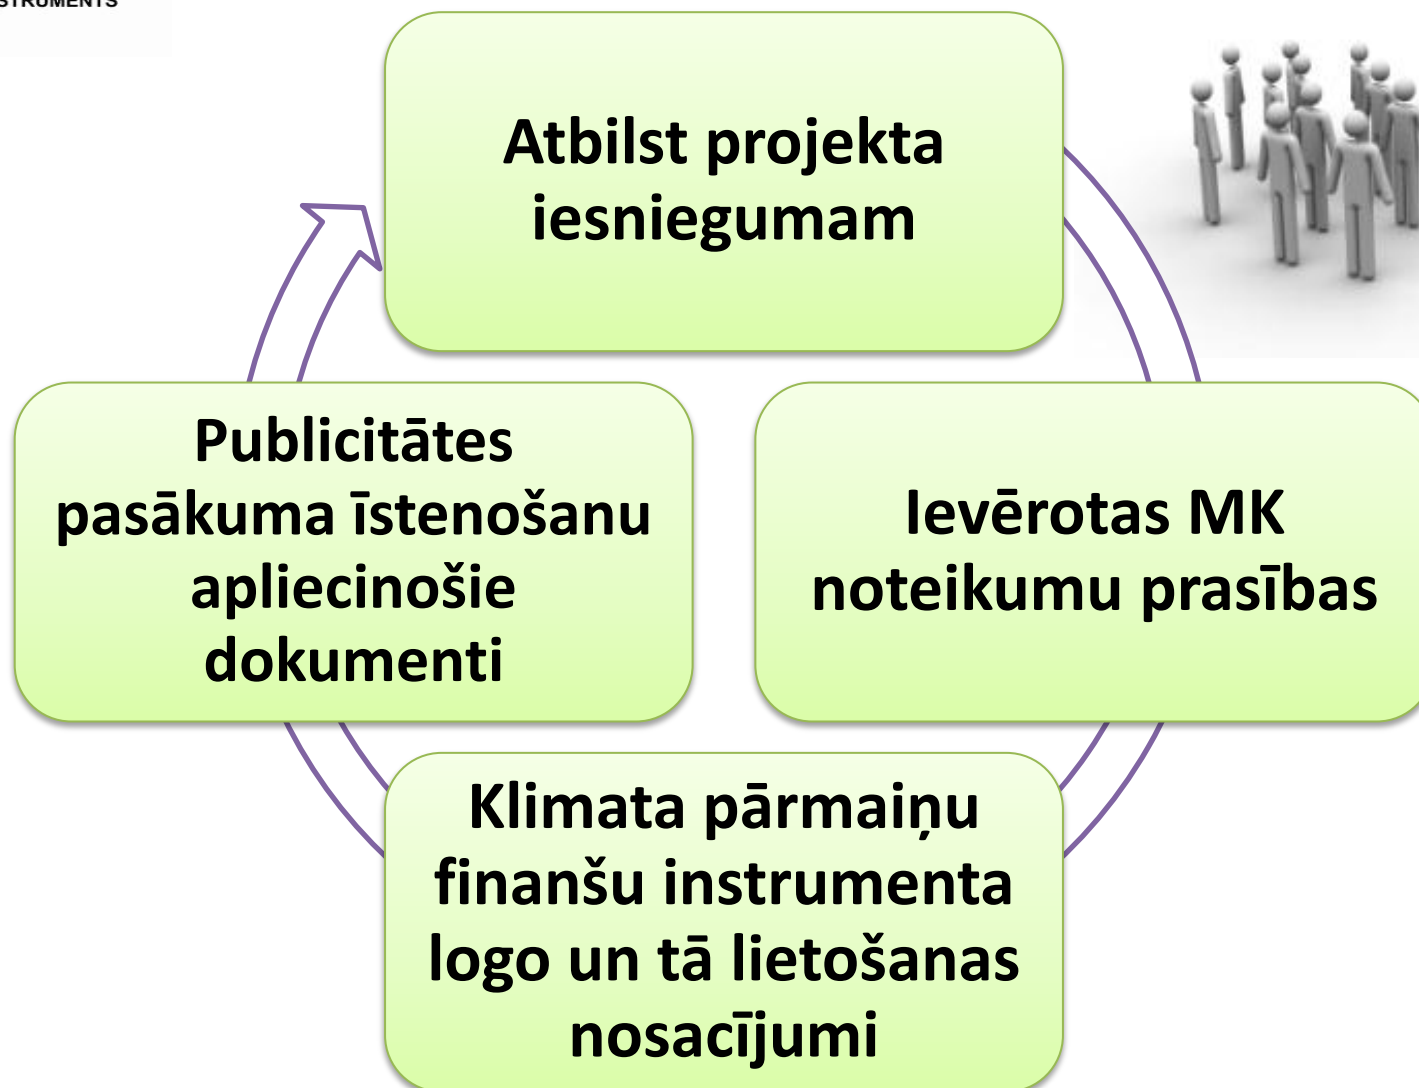 Atbilst projekta
iesniegumam
Ievērotas MK
noteikumu prasības
Klimata pārmaiņu
finanšu instrumenta
logo un tā lietošanas
nosacījumi
Publicitātes
pasākuma īstenošanu
apliecinošie
dokumenti